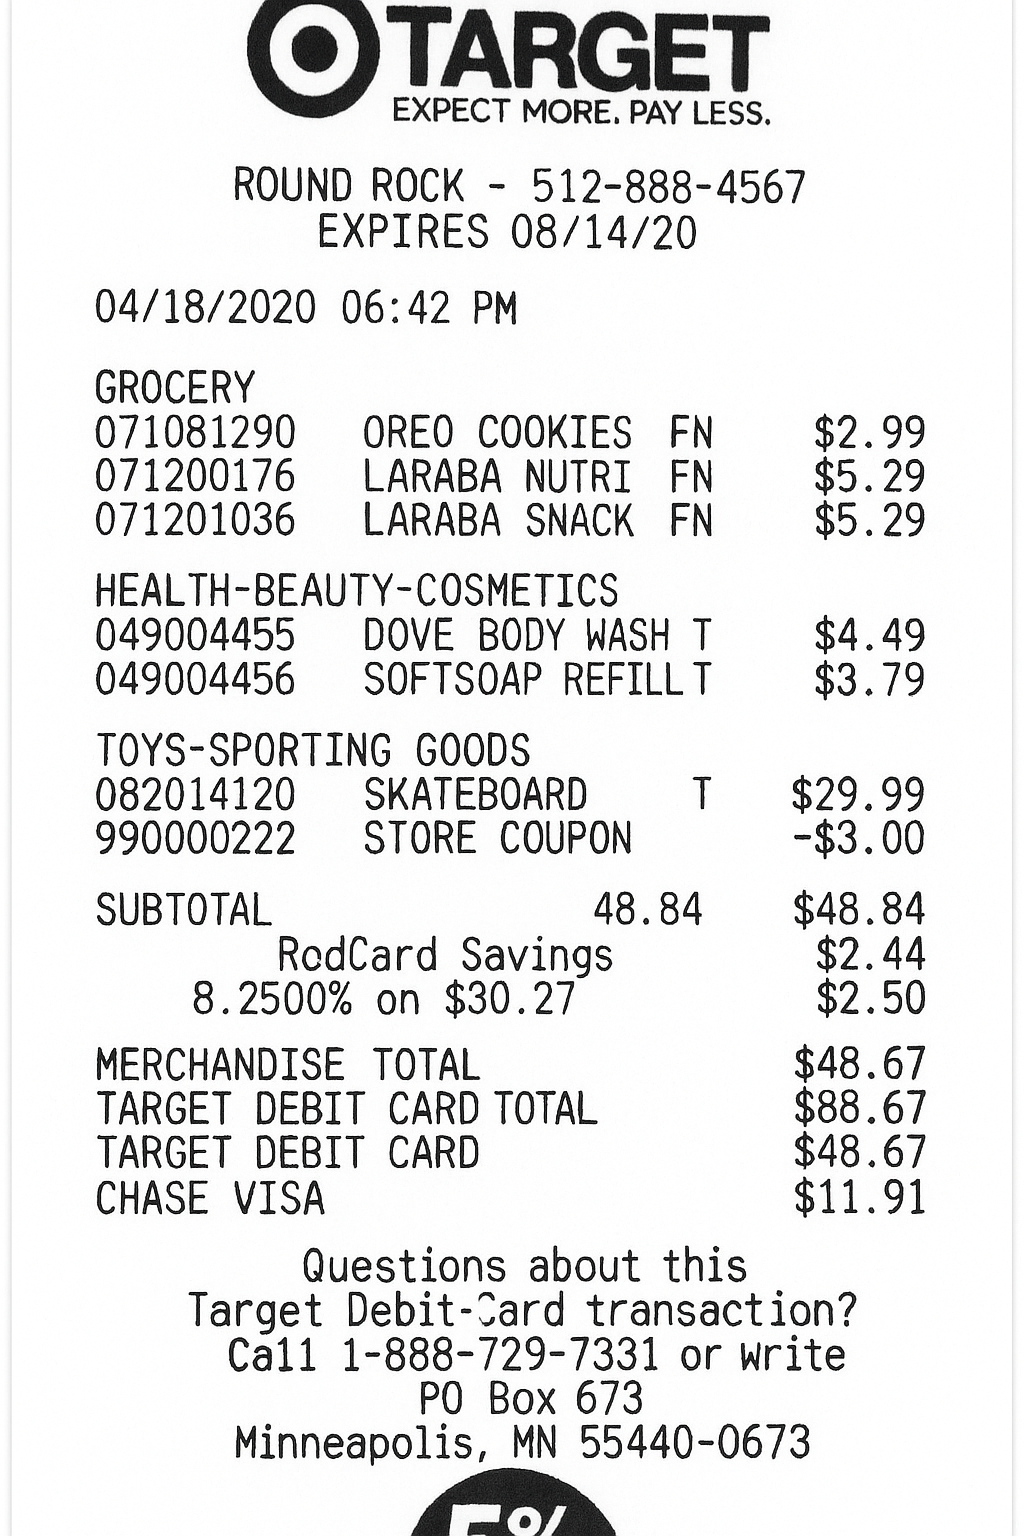 TARGET
EXPECT MORE. PAY LESS.
ROUND ROCK - 512-888-4567
EXPIRES 08/14/20
04/18/2020 06:42 PM
GROCERY
071081290 OREO COOKIES FN $2.99
071200176 LARABA NUTRI FN $5.29
071201036 LARABA SNACK FN $5.29
HEALTH-BEAUTY-COSMETICS
049004455 DOVE BODY WASH T $4.49
049004456 SOFTSOAP REFILL T $3.79
TOYS-SPORTING GOODS
082014120 SKATEBOARD T $29.99
990000222 STORE COUPON -$3.00
SUBTOTAL 48.84 $48.84
RedCard Savings $2.44
8.2500% on $30.27 $2.50
MERCHANDISE TOTAL $48.67
TARGET DEBIT CARD TOTAL $88.67
TARGET DEBIT CARD $48.67
CHASE VISA $11.91
Questions about this
Target Debit-Card transaction?
Call 1-888-729-7331 or Write
PO Box 673
Minneapolis, MN 55440-0673
5%